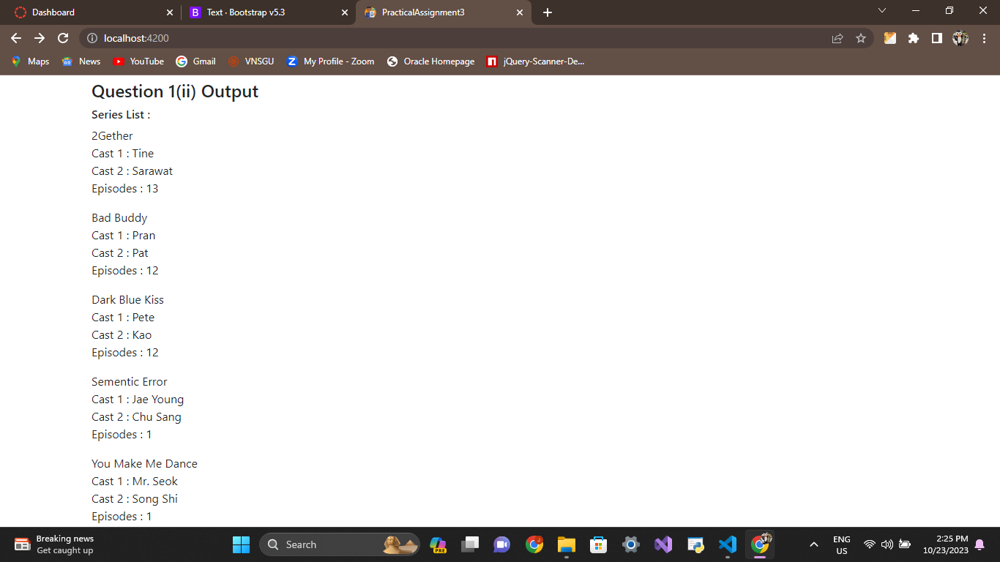 Dashboard
Text · Bootstrap v5.3
PracticalAssignment3
localhost:4200
Maps
News
YouTube
Gmail
VNSGU
My Profile - Zoom
Oracle Homepage
jQuery-Scanner-De...
Question 1(ii) Output
Series List :
2Gether
Cast 1 : Tine
Cast 2 : Sarawat
Episodes : 13
Bad Buddy
Cast 1 : Pran
Cast 2 : Pat
Episodes : 12
Dark Blue Kiss
Cast 1 : Pete
Cast 2 : Kao
Episodes : 12
Sementic Error
Cast 1 : Jae Young
Cast 2 : Chu Sang
Episodes : 1
You Make Me Dance
Cast 1 : Mr. Seok
Cast 2 : Song Shi
Episodes : 1
Breaking news
Get caught up
Search
PRE
ENG
US
2:25 PM
10/23/2023